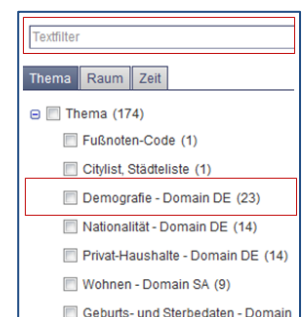 Textfilter
Thema Raum Zeit
Thema (174)
Fußnoten-Code (1)
Citylist, Städteliste (1)
Demografie - Domain DE (23)
Nationalität - Domain DE (14)
Privat-Haushalte - Domain DE (14)
Wohnen - Domain SA (9)
Geburts- und Sterbedaten - Domain